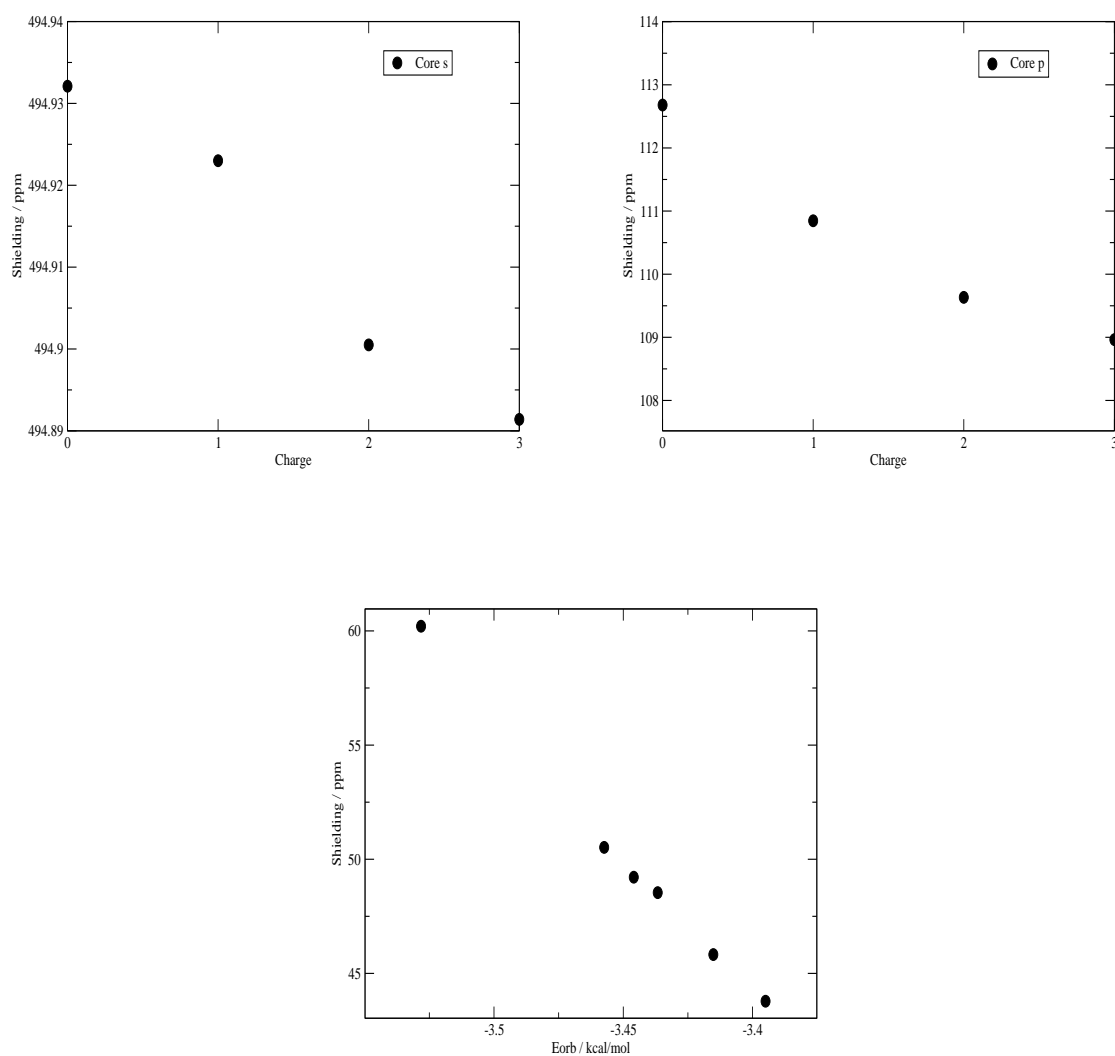 494.94
494.93
494.92
494.91
494.9
494.89
Shielding / ppm
Core s
0 1 2 3
Charge
114
113
112
111
110
109
108
Shielding / ppm
Core p
0 1 2 3
Charge
60
55
50
45
Shielding / ppm
-3.5 -3.45 -3.4
Eorb / kcal/mol